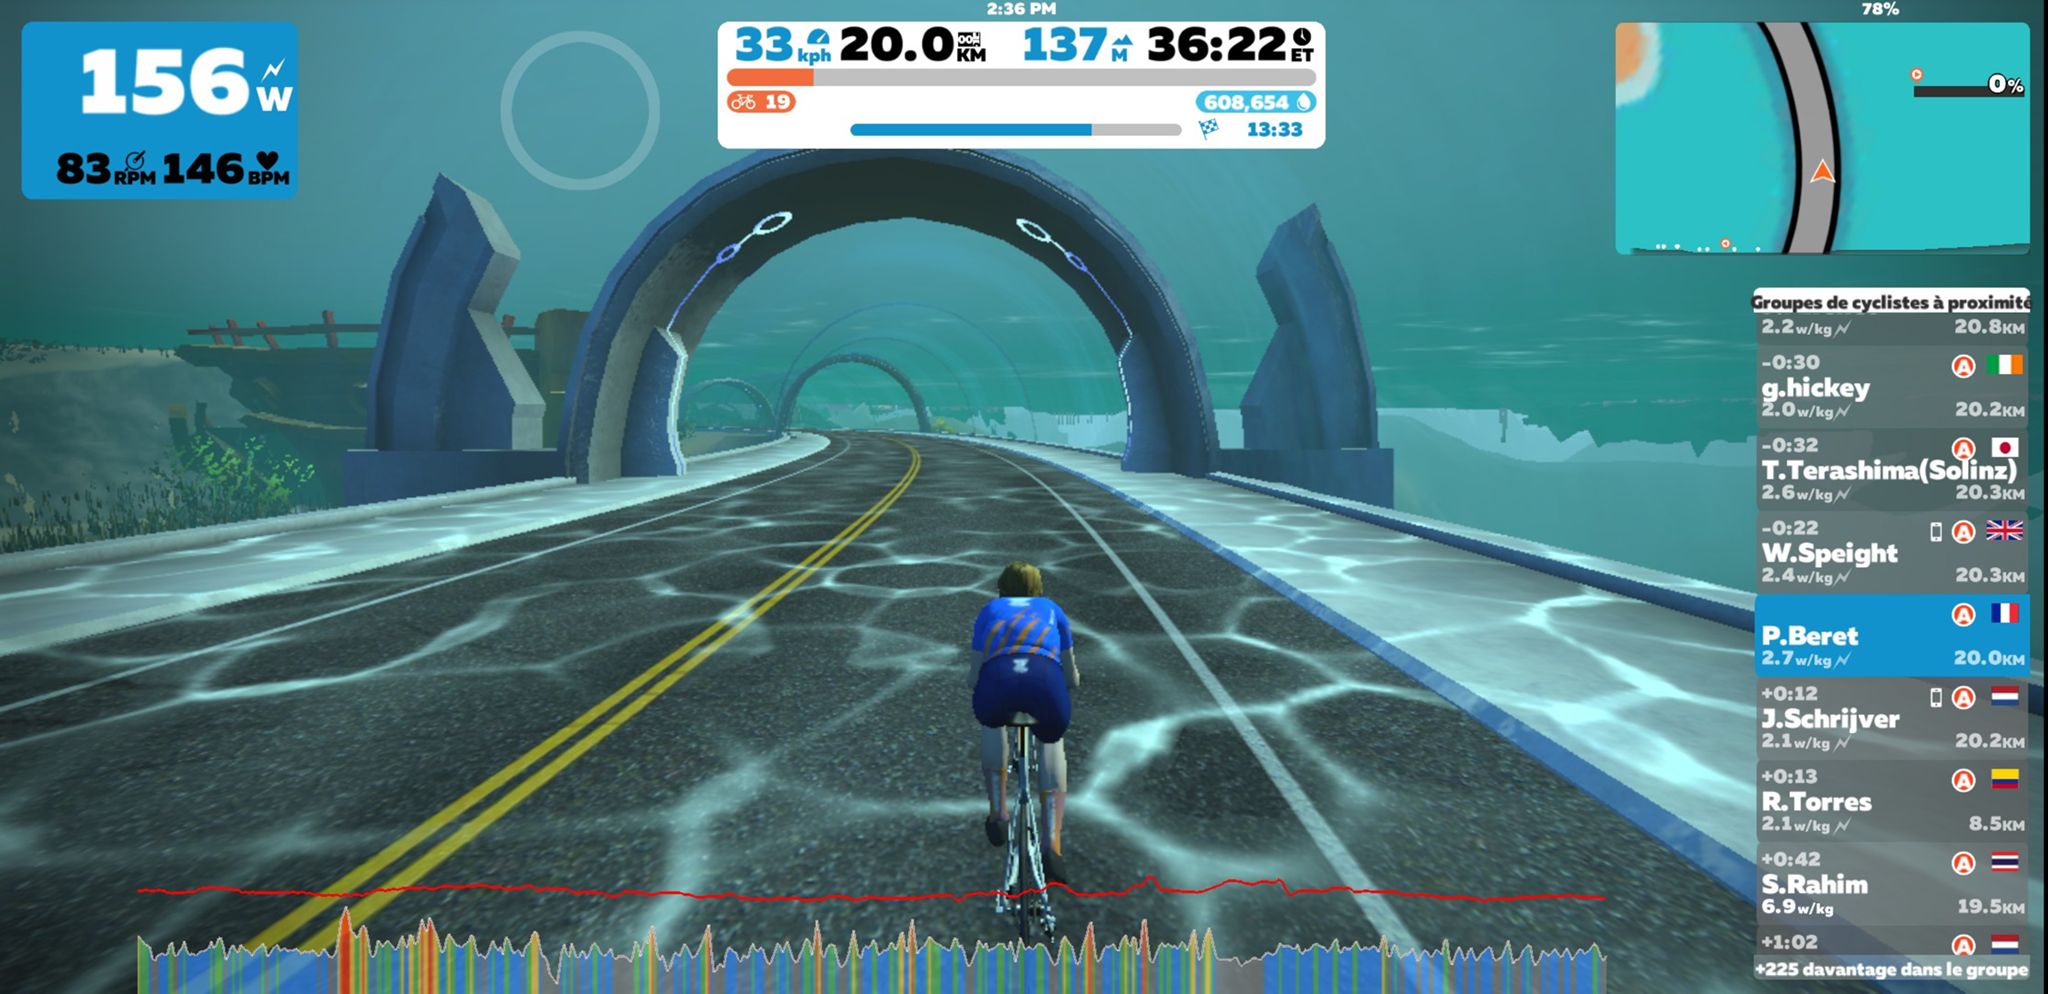 2:36 PM
78%
156 W
83 RPM 146 BPM
33 kph 20.0 KM 137 M 36:22 ET
19
608,654
13:33
0%
Groupes de cyclistes à proximité
2.2 w/kg 20.8 KM
-0:30 A
g.hickey
2.0 w/kg 20.2 KM
-0:32 A
T.Terashima(Solinz)
2.6 w/kg 20.3 KM
-0:22 A
W.Speight
2.4 w/kg 20.3 KM
A
P.Beret
2.7 w/kg 20.0 KM
+0:12 A
J.Schrijver
2.1 w/kg 20.2 KM
+0:13 A
R.Torres
2.1 w/kg 8.5 KM
+0:42 A
S.Rahim
6.9 w/kg 19.5 KM
+1:02 A
+225 davantage dans le groupe